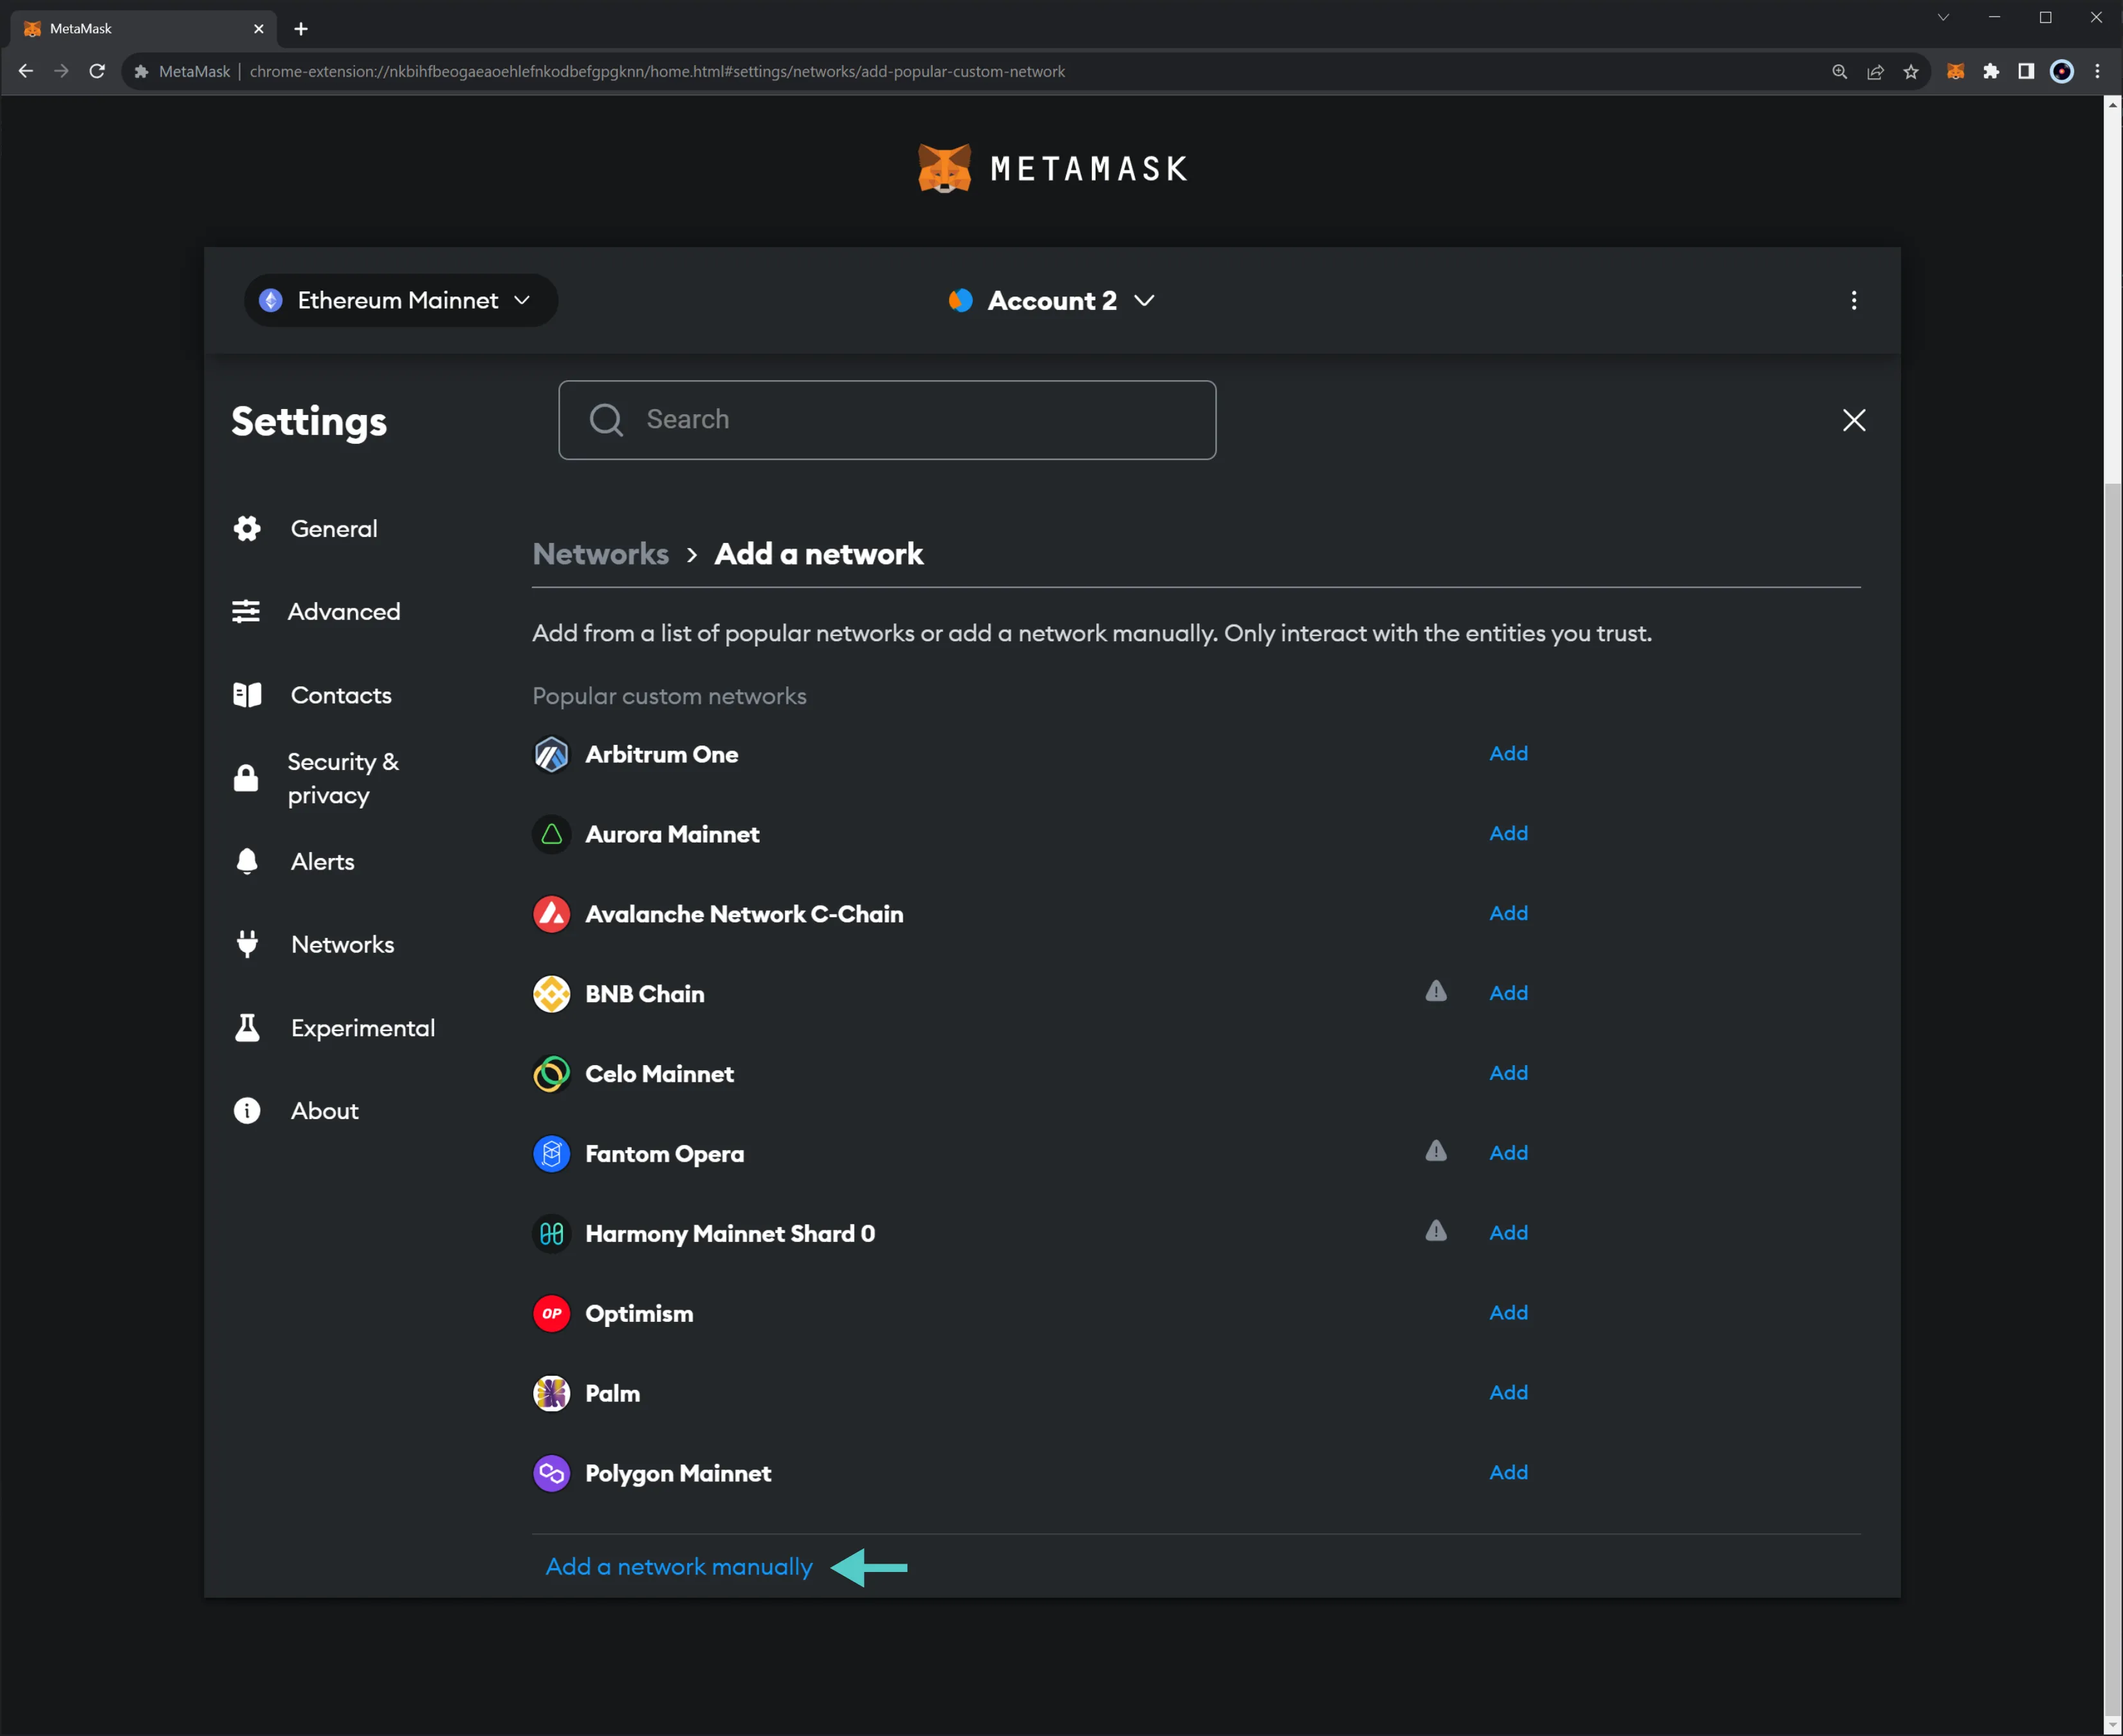 MetaMask
MetaMask | chrome-extension://nkbihfbeogaeaoehlefnkodbefgpgknn/home.html#settings/networks/add-popular-custom-network
METAMASK
Ethereum Mainnet
Account 2
Settings
Search
General
Advanced
Contacts
Security &
privacy
Alerts
Networks
Experimental
About
Networks > Add a network
Add from a list of popular networks or add a network manually. Only interact with the entities you trust.
Popular custom networks
Arbitrum One Add
Aurora Mainnet Add
Avalanche Network C-Chain Add
BNB Chain Add
Celo Mainnet Add
Fantom Opera Add
Harmony Mainnet Shard 0 Add
OP Optimism Add
Palm Add
Polygon Mainnet Add
Add a network manually